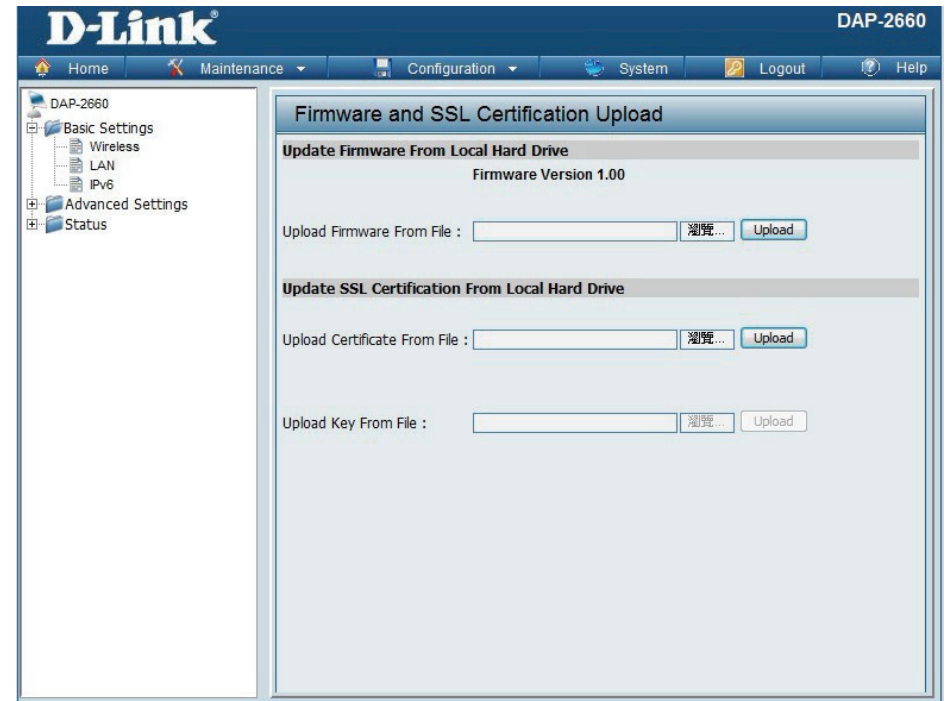 D-Link®
DAP-2660
Home
Maintenance
Configuration
System
Logout
Help
DAP-2660
Basic Settings
Wireless
LAN
IPv6
Advanced Settings
Status
Firmware and SSL Certification Upload
Update Firmware From Local Hard Drive
Firmware Version 1.00
Upload Firmware From File : 瀏覽... Upload
Update SSL Certification From Local Hard Drive
Upload Certificate From File : 瀏覽... Upload
Upload Key From File : 瀏覽... Upload